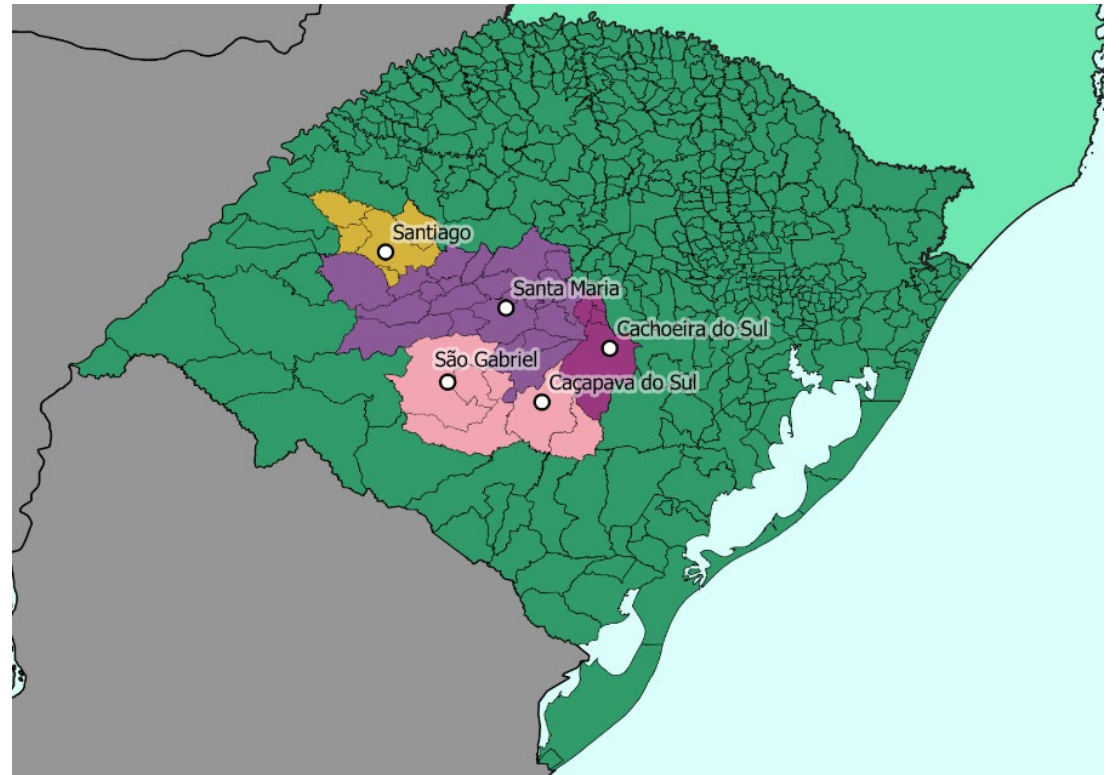 Santiago
Santa Maria
Cachoeira do Sul
São Gabriel
Caçapava do Sul